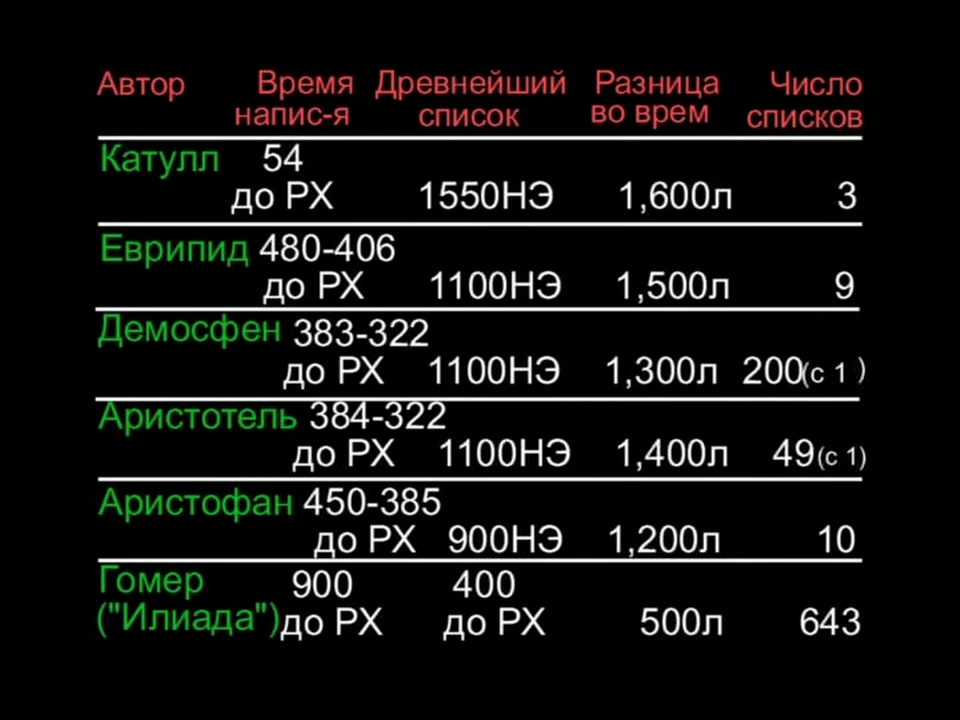 Автор Время Древнейший Разница Число
напис-я список во врем списков
Катулл 54
до РХ 1550НЭ 1,600л 3
Еврипид 480-406
до РХ 1100НЭ 1,500л 9
Демосфен 383-322
до РХ 1100НЭ 1,300л 200(с 1 )
Аристотель 384-322
до РХ 1100НЭ 1,400л 49(с 1)
Аристофан 450-385
до РХ 900НЭ 1,200л 10
Гомер 900 400
("Илиада") до РХ до РХ 500л 643